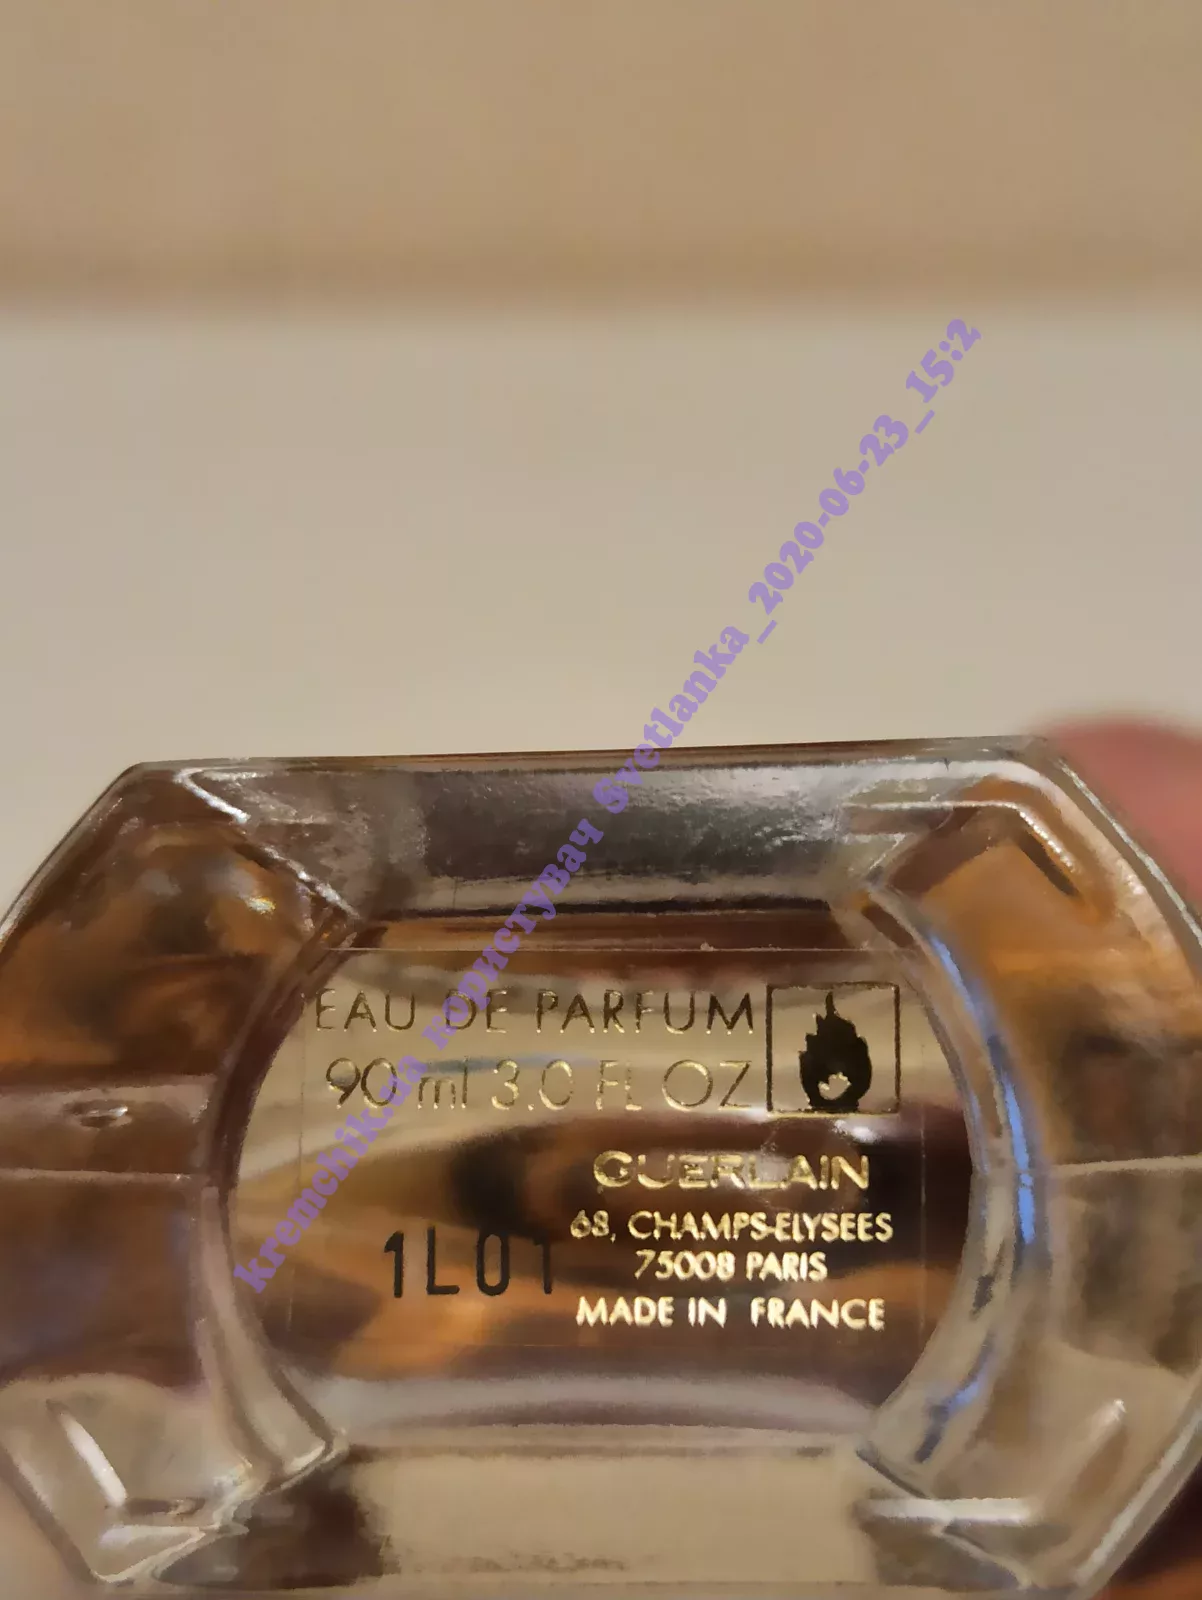 kremchik.ua користувач Svetlanka_2020-06-23_15:2
EAU DE PARFUM
90 ml 3.0 FL OZ
GUERLAIN
68, CHAMPS-ELYSEES
75008 PARIS
MADE IN FRANCE
1L01